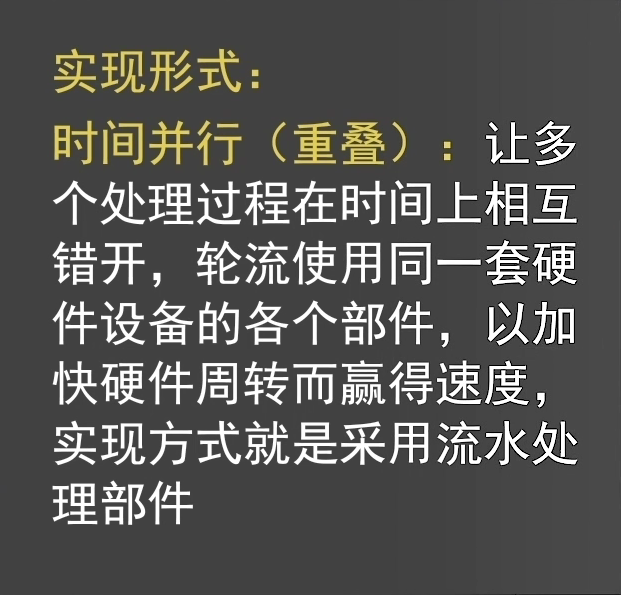 实现形式：
时间并行（重叠）：让多
个处理过程在时间上相互
错开，轮流使用同一套硬
件设备的各个部件，以加
快硬件周转而赢得速度，
实现方式就是采用流水处
理部件